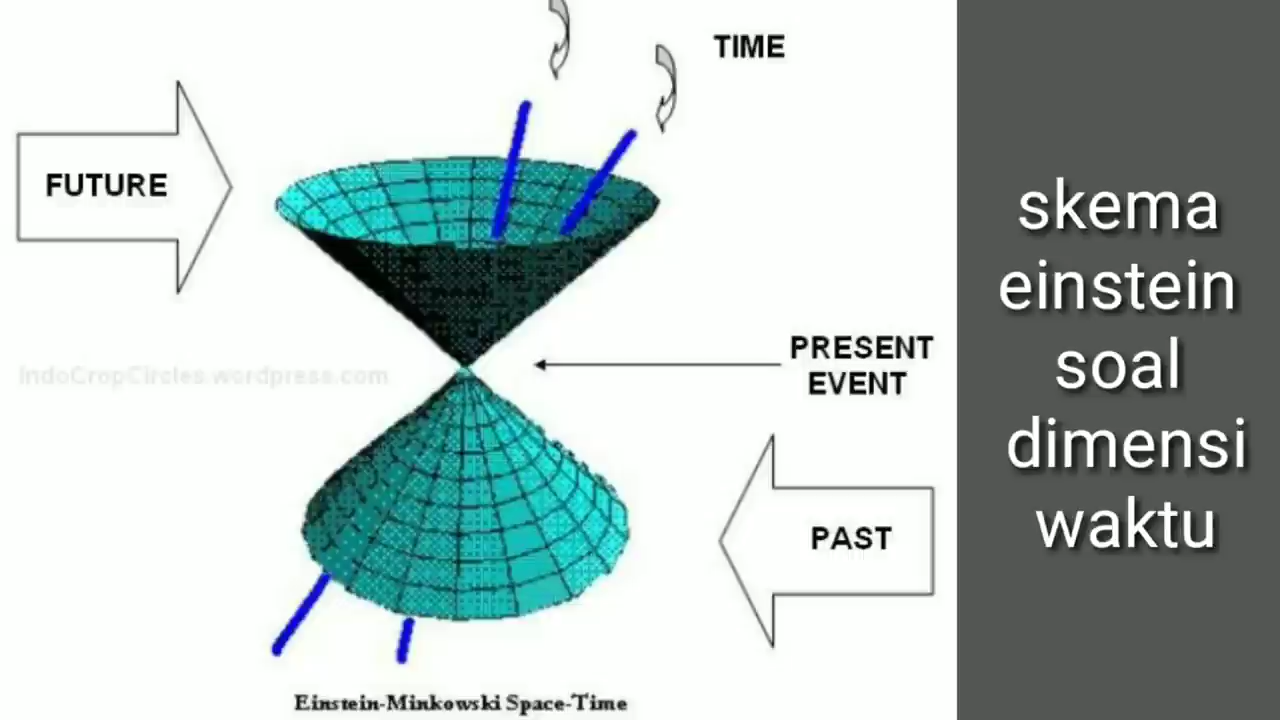 TIME
FUTURE
PRESENT
EVENT
IndoCropCircles.wordpress.com
PAST
Einstein-Minkowski Space-Time
skema
einstein
soal
dimensi
waktu